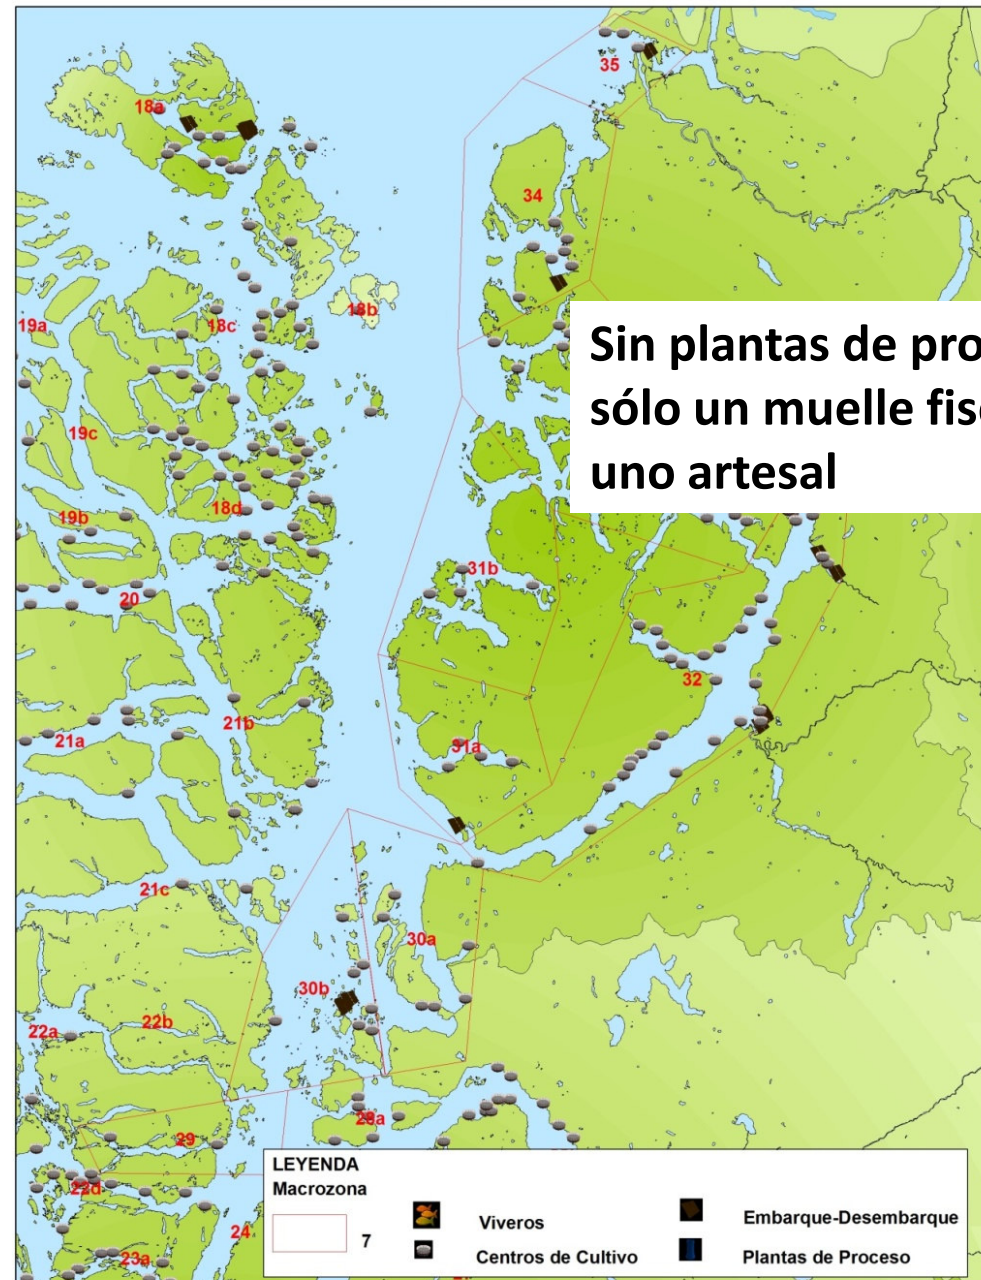 35
18a
34
18b
19a
18c
Sin plantas de pro
sólo un muelle fis
uno artesal
19c
18d
19b
31b
20
32
21b
21a
31a
21c
30a
30b
22a
22b
28a
29
22d
24
23a
LEYENDA
Macrozona
7
Viveros
Centros de Cultivo
Embarque-Desembarque
Plantas de Proceso